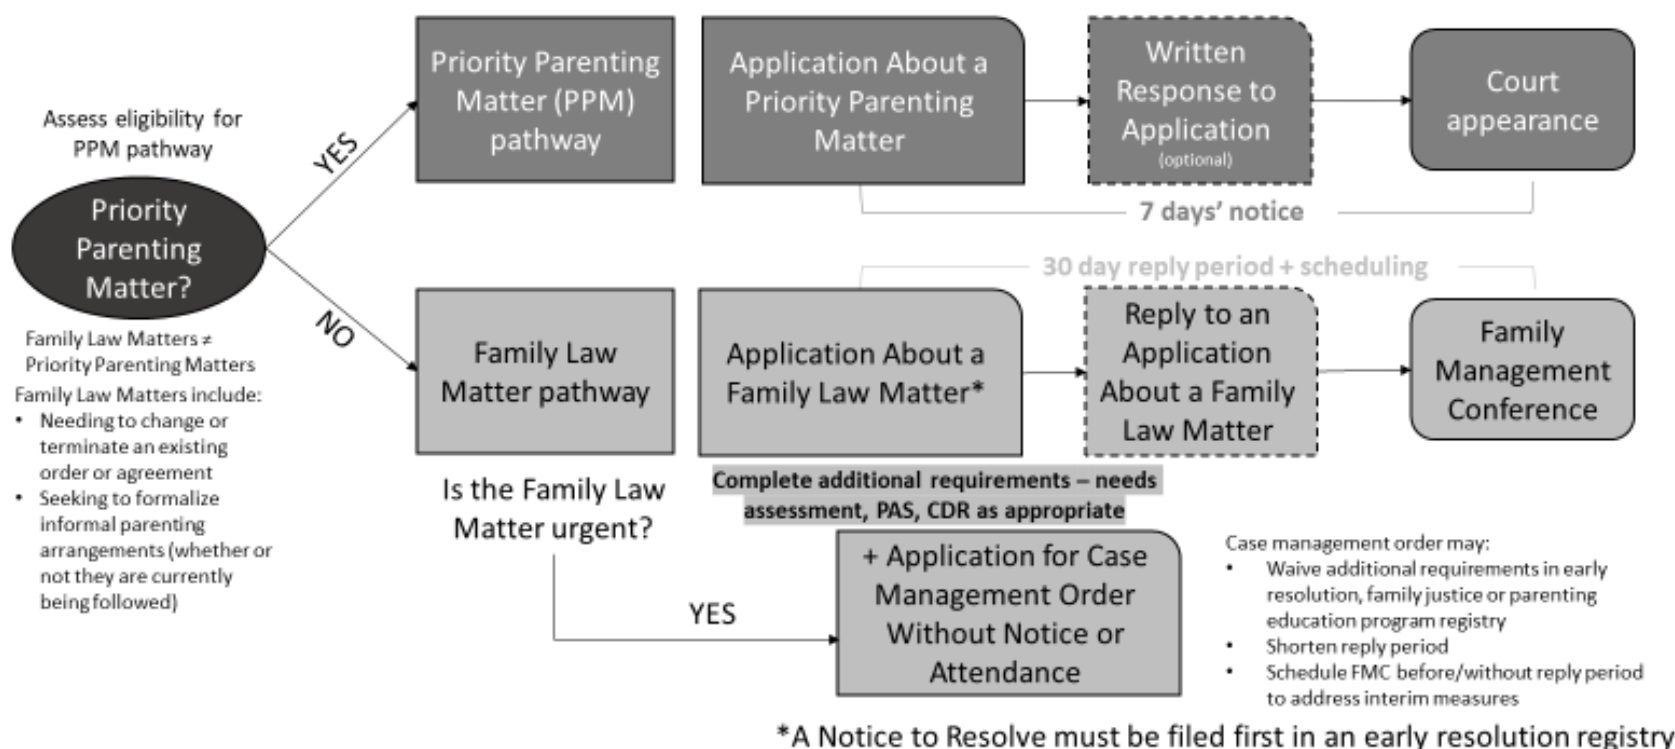 Assess eligibility for
PPM pathway
Priority
Parenting
Matter?
Family Law Matters ≠
Priority Parenting Matters
Family Law Matters include:
• Needing to change or
terminate an existing
order or agreement
• Seeking to formalize
informal parenting
arrangements (whether or
not they are currently
being followed)
YES
Priority Parenting
Matter (PPM)
pathway
Application About a
Priority Parenting
Matter
Written
Response to
Application
(optional)
Court
appearance
7 days’ notice
NO
30 day reply period + scheduling
Family Law
Matter pathway
Application About a
Family Law Matter*
Reply to an
Application
About a Family
Law Matter
Family
Management
Conference
Complete additional requirements – needs
assessment, PAS, CDR as appropriate
Is the Family Law
Matter urgent?
YES
+ Application for Case
Management Order
Without Notice or
Attendance
Case management order may:
• Waive additional requirements in early
resolution, family justice or parenting
education program registry
• Shorten reply period
• Schedule FMC before/without reply period
to address interim measures
*A Notice to Resolve must be filed first in an early resolution registry